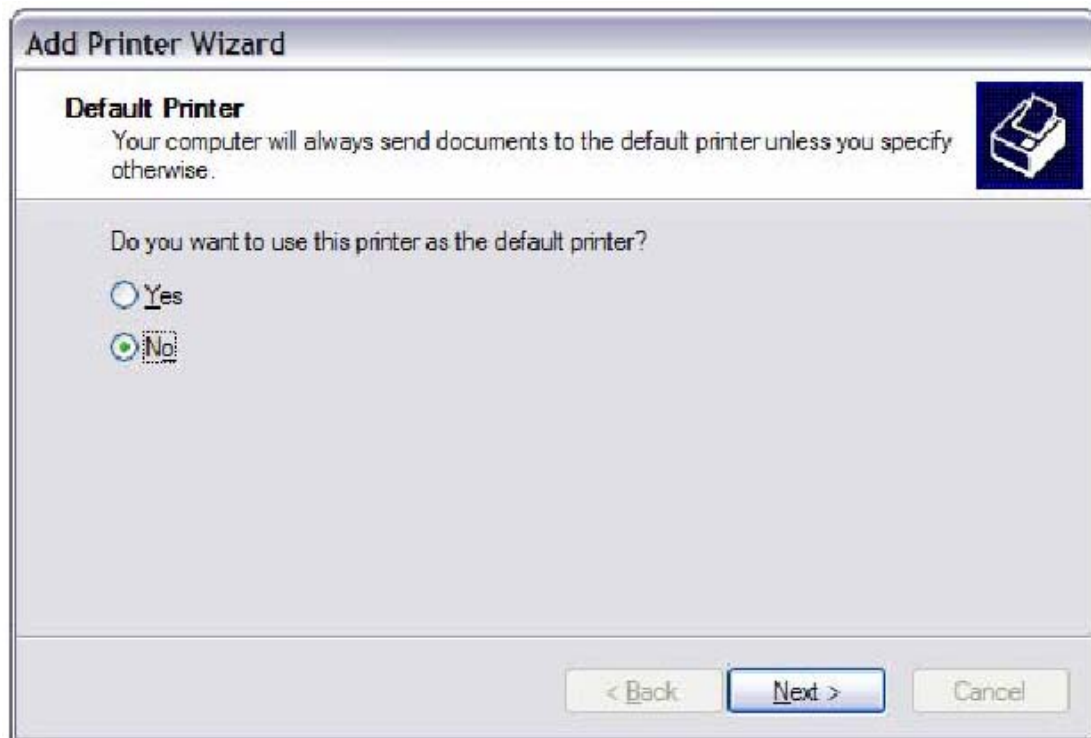 Add Printer Wizard
Default Printer
Your computer will always send documents to the default printer unless you specify
otherwise.
Do you want to use this printer as the default printer?
Yes
No
< Back
Next >
Cancel